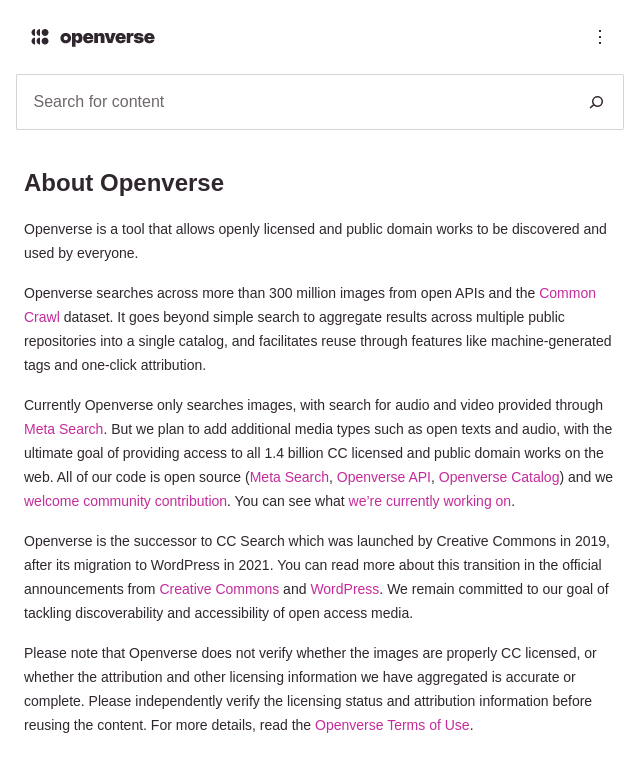 openverse
Search for content
About Openverse
Openverse is a tool that allows openly licensed and public domain works to be discovered and
used by everyone.
Openverse searches across more than 300 million images from open APIs and the Common
Crawl dataset. It goes beyond simple search to aggregate results across multiple public
repositories into a single catalog, and facilitates reuse through features like machine-generated
tags and one-click attribution.
Currently Openverse only searches images, with search for audio and video provided through
Meta Search. But we plan to add additional media types such as open texts and audio, with the
ultimate goal of providing access to all 1.4 billion CC licensed and public domain works on the
web. All of our code is open source (Meta Search, Openverse API, Openverse Catalog) and we
welcome community contribution. You can see what we're currently working on.
Openverse is the successor to CC Search which was launched by Creative Commons in 2019,
after its migration to WordPress in 2021. You can read more about this transition in the official
announcements from Creative Commons and WordPress. We remain committed to our goal of
tackling discoverability and accessibility of open access media.
Please note that Openverse does not verify whether the images are properly CC licensed, or
whether the attribution and other licensing information we have aggregated is accurate or
complete. Please independently verify the licensing status and attribution information before
reusing the content. For more details, read the Openverse Terms of Use.